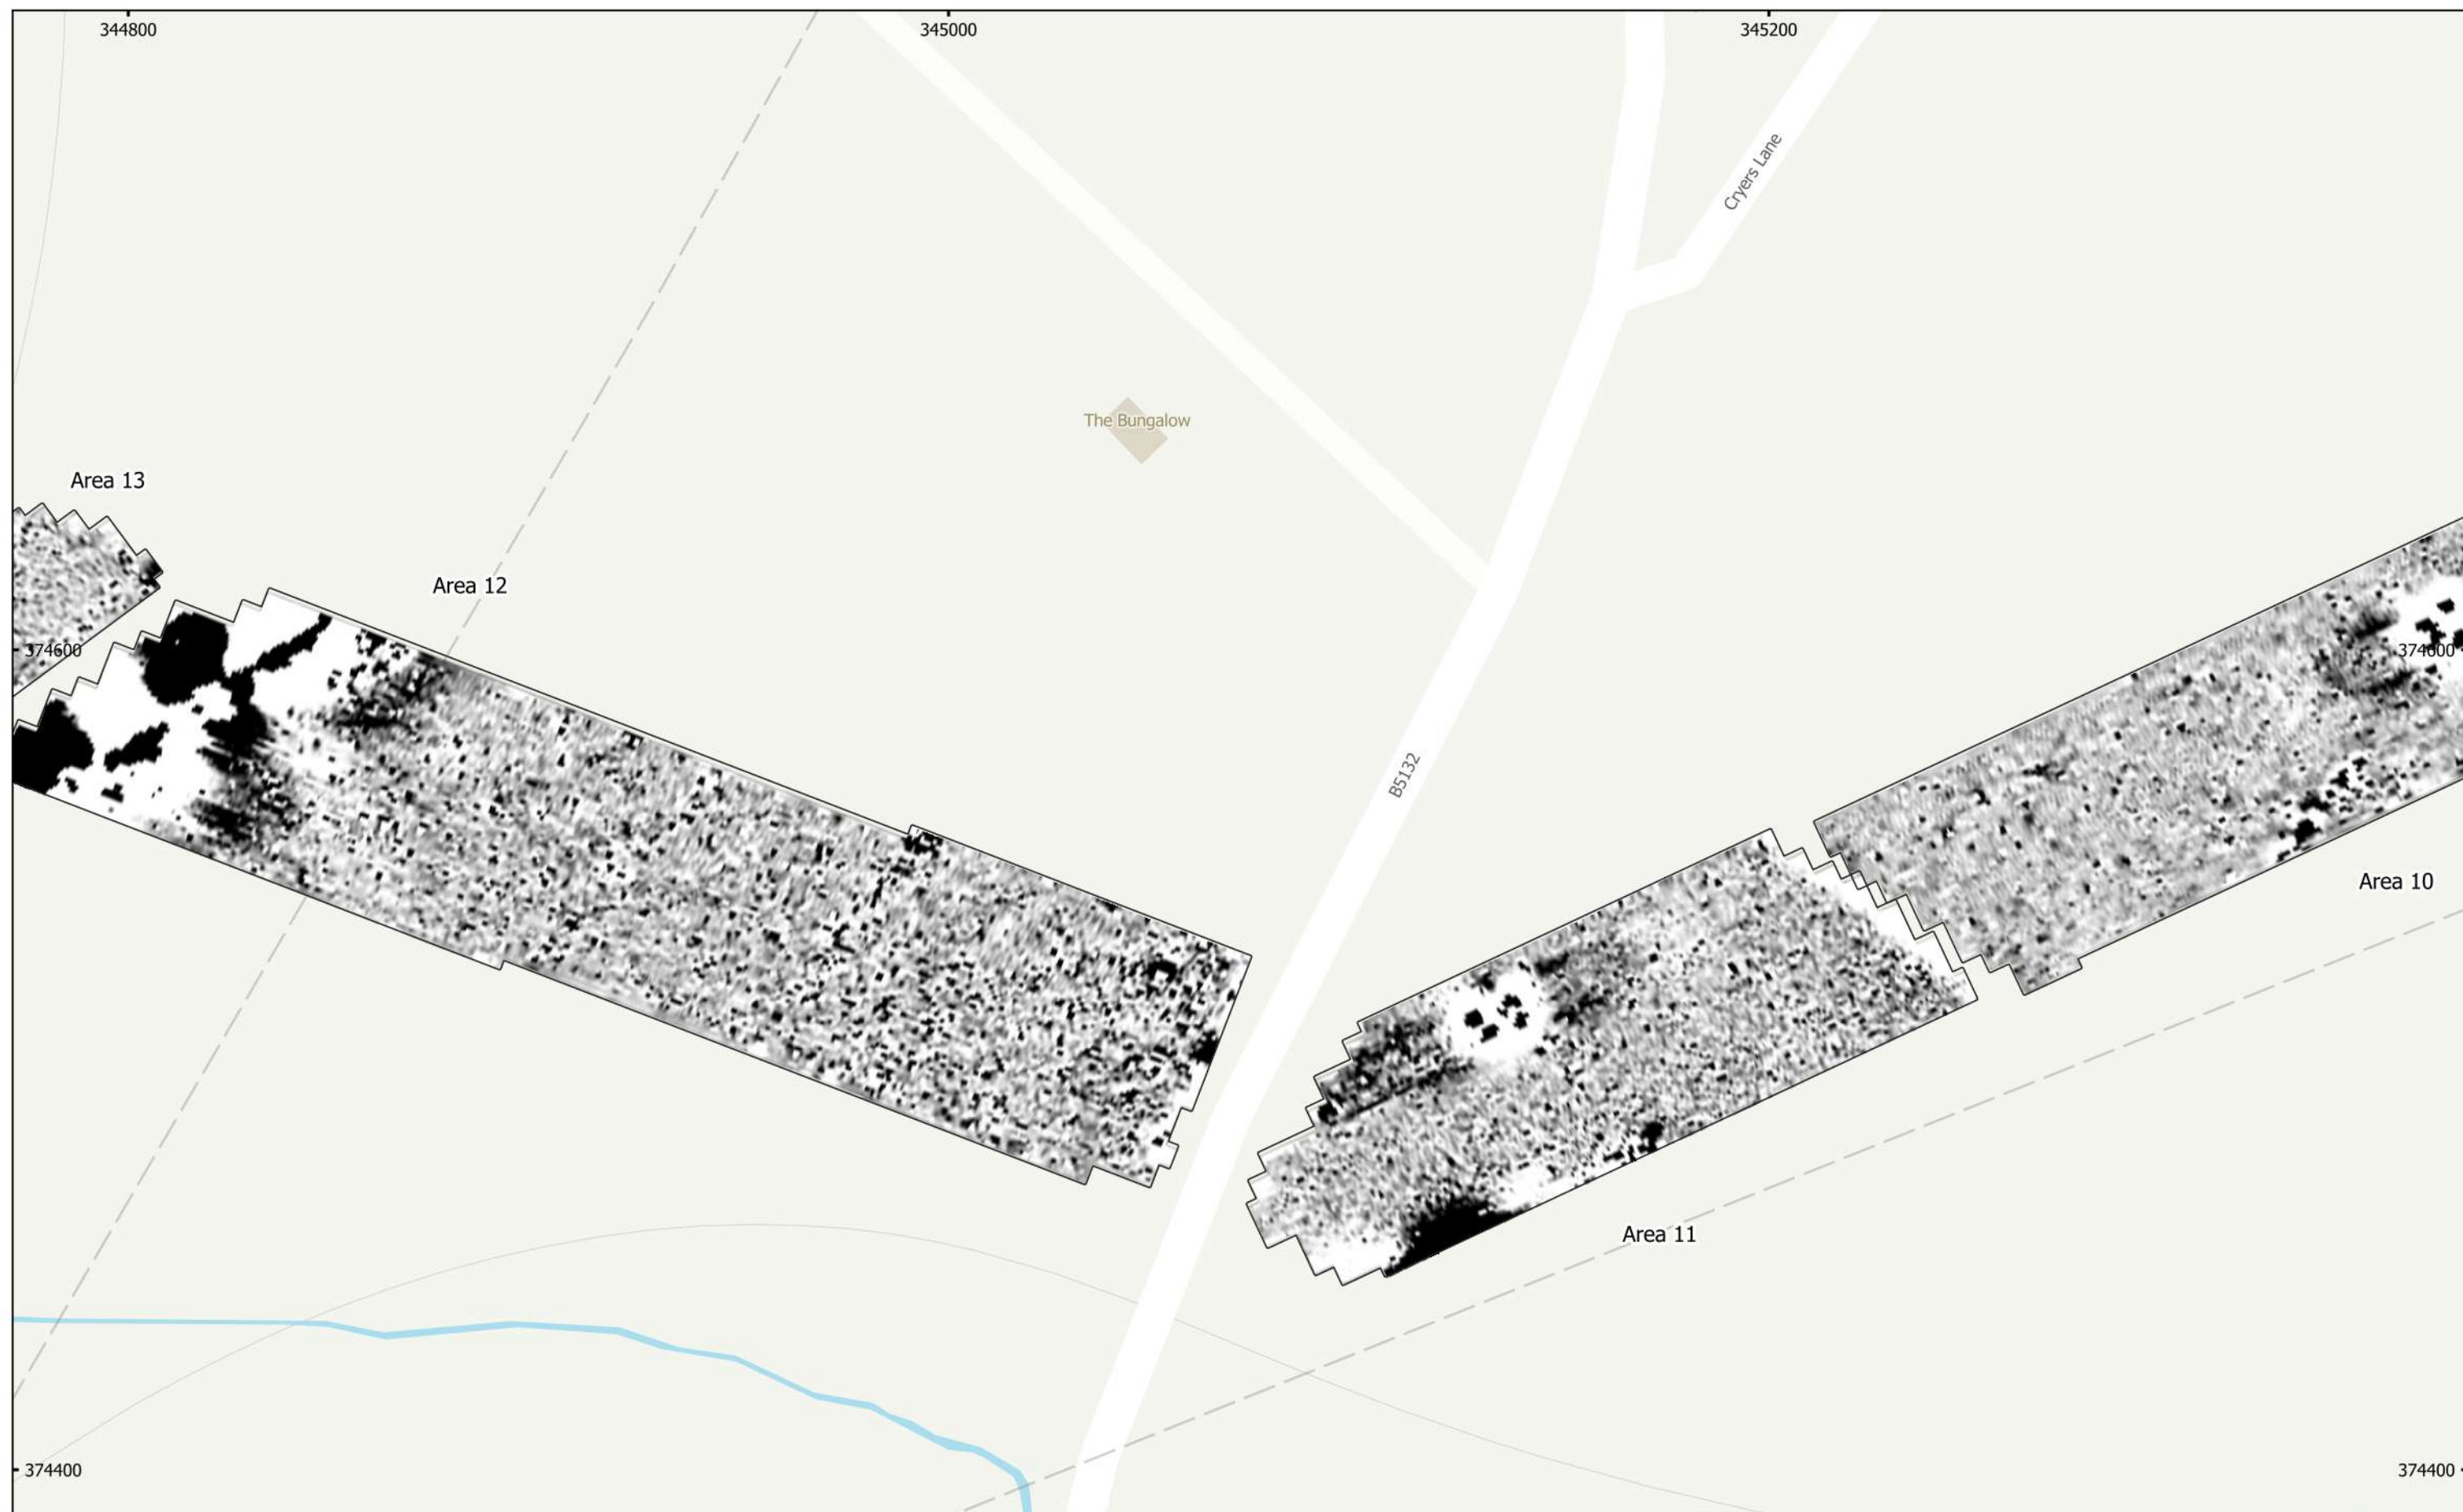 344800
345000
345200
Cryers Lane
The Bungalow
Area 13
Area 12
374600
374600
B5132
Area 10
Area 11
374400
374400